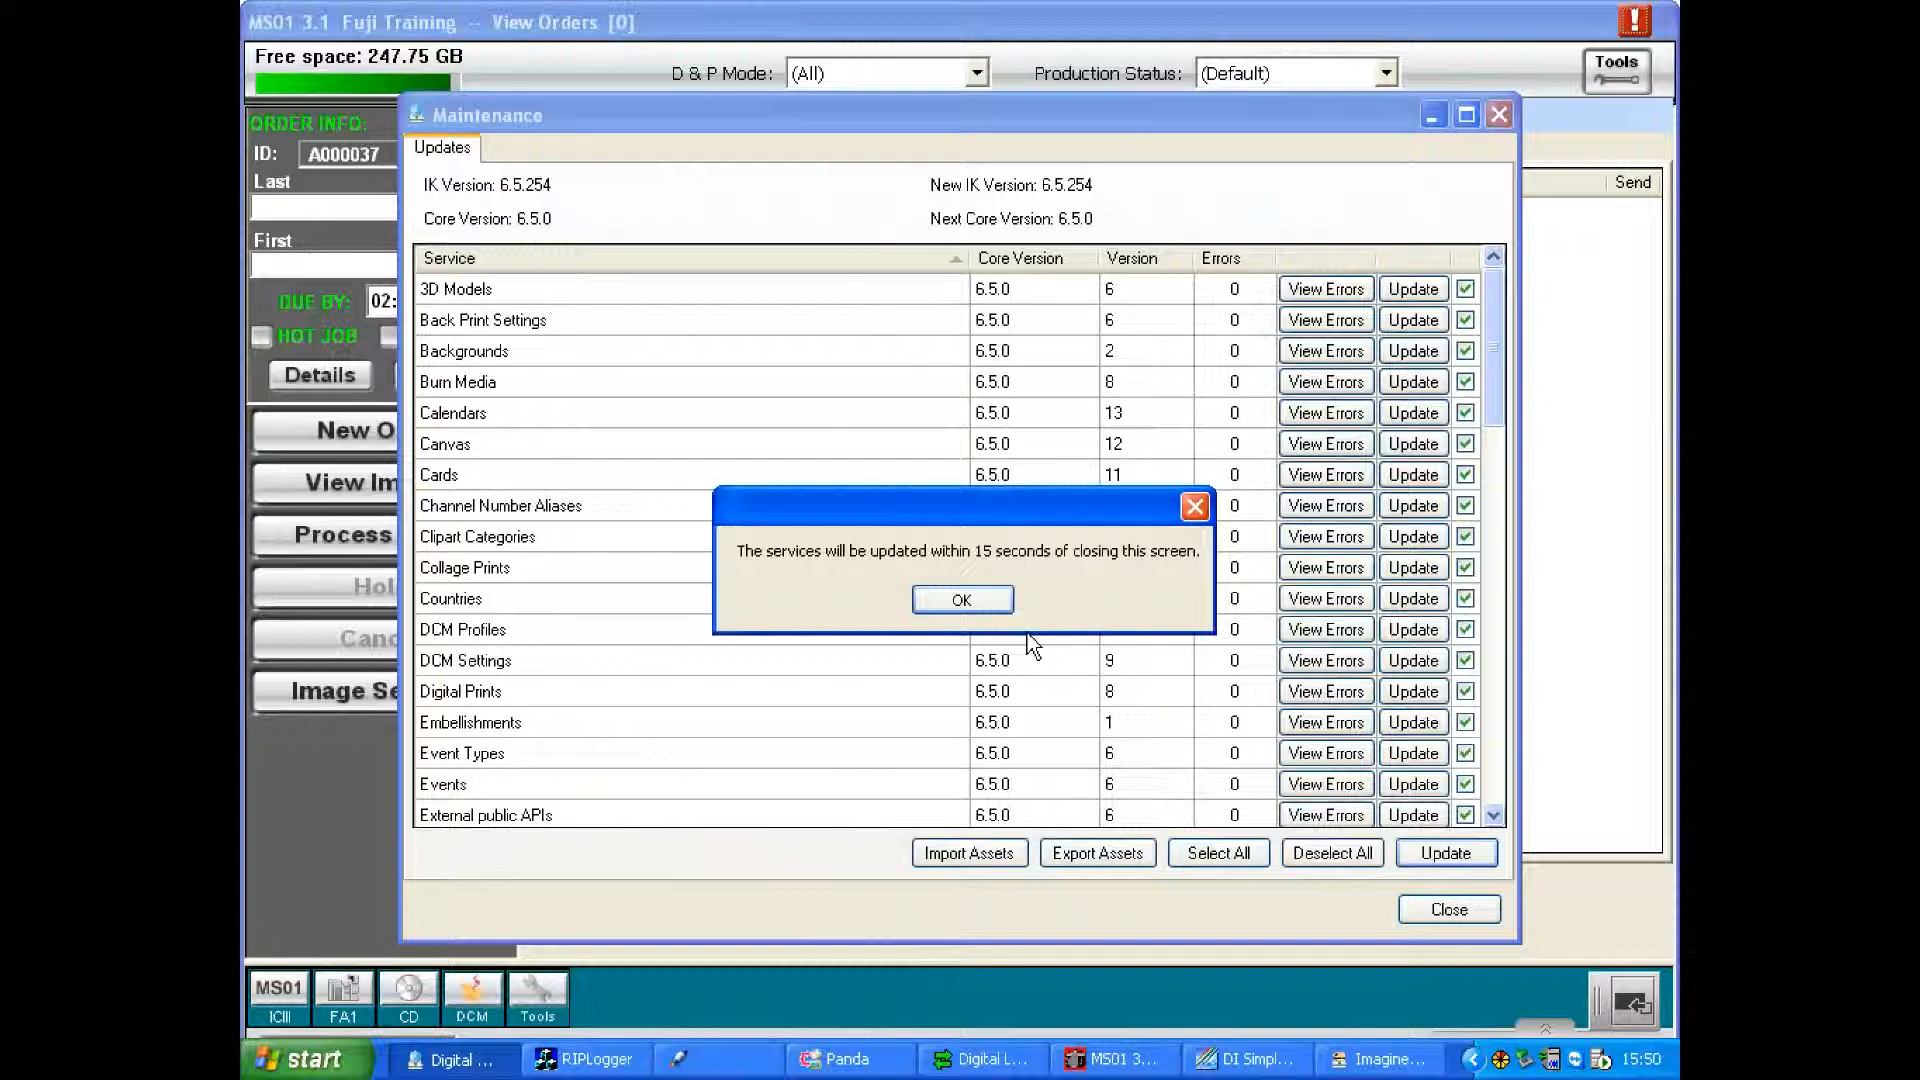 MS01 3.1 Fuji Training -- View Orders [0]
Free space: 247.75 GB
D & P Mode: (All)
Production Status: (Default)
Tools
Maintenance
ORDER INFO:
Updates
ID: A000037
Last
Send
IK Version: 6.5.254
New IK Version: 6.5.254
Core Version: 6.5.0
Next Core Version: 6.5.0
First
Service Core Version Version Errors
3D Models 6.5.0 6 0 View Errors Update
DUE BY: 02:
Back Print Settings 6.5.0 6 0 View Errors Update
HOT JOB
Backgrounds 6.5.0 2 0 View Errors Update
Details
Burn Media 6.5.0 8 0 View Errors Update
Calendars 6.5.0 13 0 View Errors Update
New O
Canvas 6.5.0 12 0 View Errors Update
Cards 6.5.0 11 0 View Errors Update
View Im
Channel Number Aliases 0 View Errors Update
Process
Clipart Categories 0 View Errors Update
The services will be updated within 15 seconds of closing this screen.
Collage Prints 0 View Errors Update
Hol
Countries 0 View Errors Update
OK
DCM Profiles 0 View Errors Update
Canc
DCM Settings 6.5.0 9 0 View Errors Update
Image Se
Digital Prints 6.5.0 8 0 View Errors Update
Embellishments 6.5.0 1 0 View Errors Update
Event Types 6.5.0 6 0 View Errors Update
Events 6.5.0 6 0 View Errors Update
External public APIs 6.5.0 6 0 View Errors Update
Import Assets Export Assets Select All Deselect All Update
Close
MS01
ICIII FA1 CD DCM Tools
start Digital ... RIPLogger Panda Digital L... MS01 3... DI Simpl... Imagine... 15:50